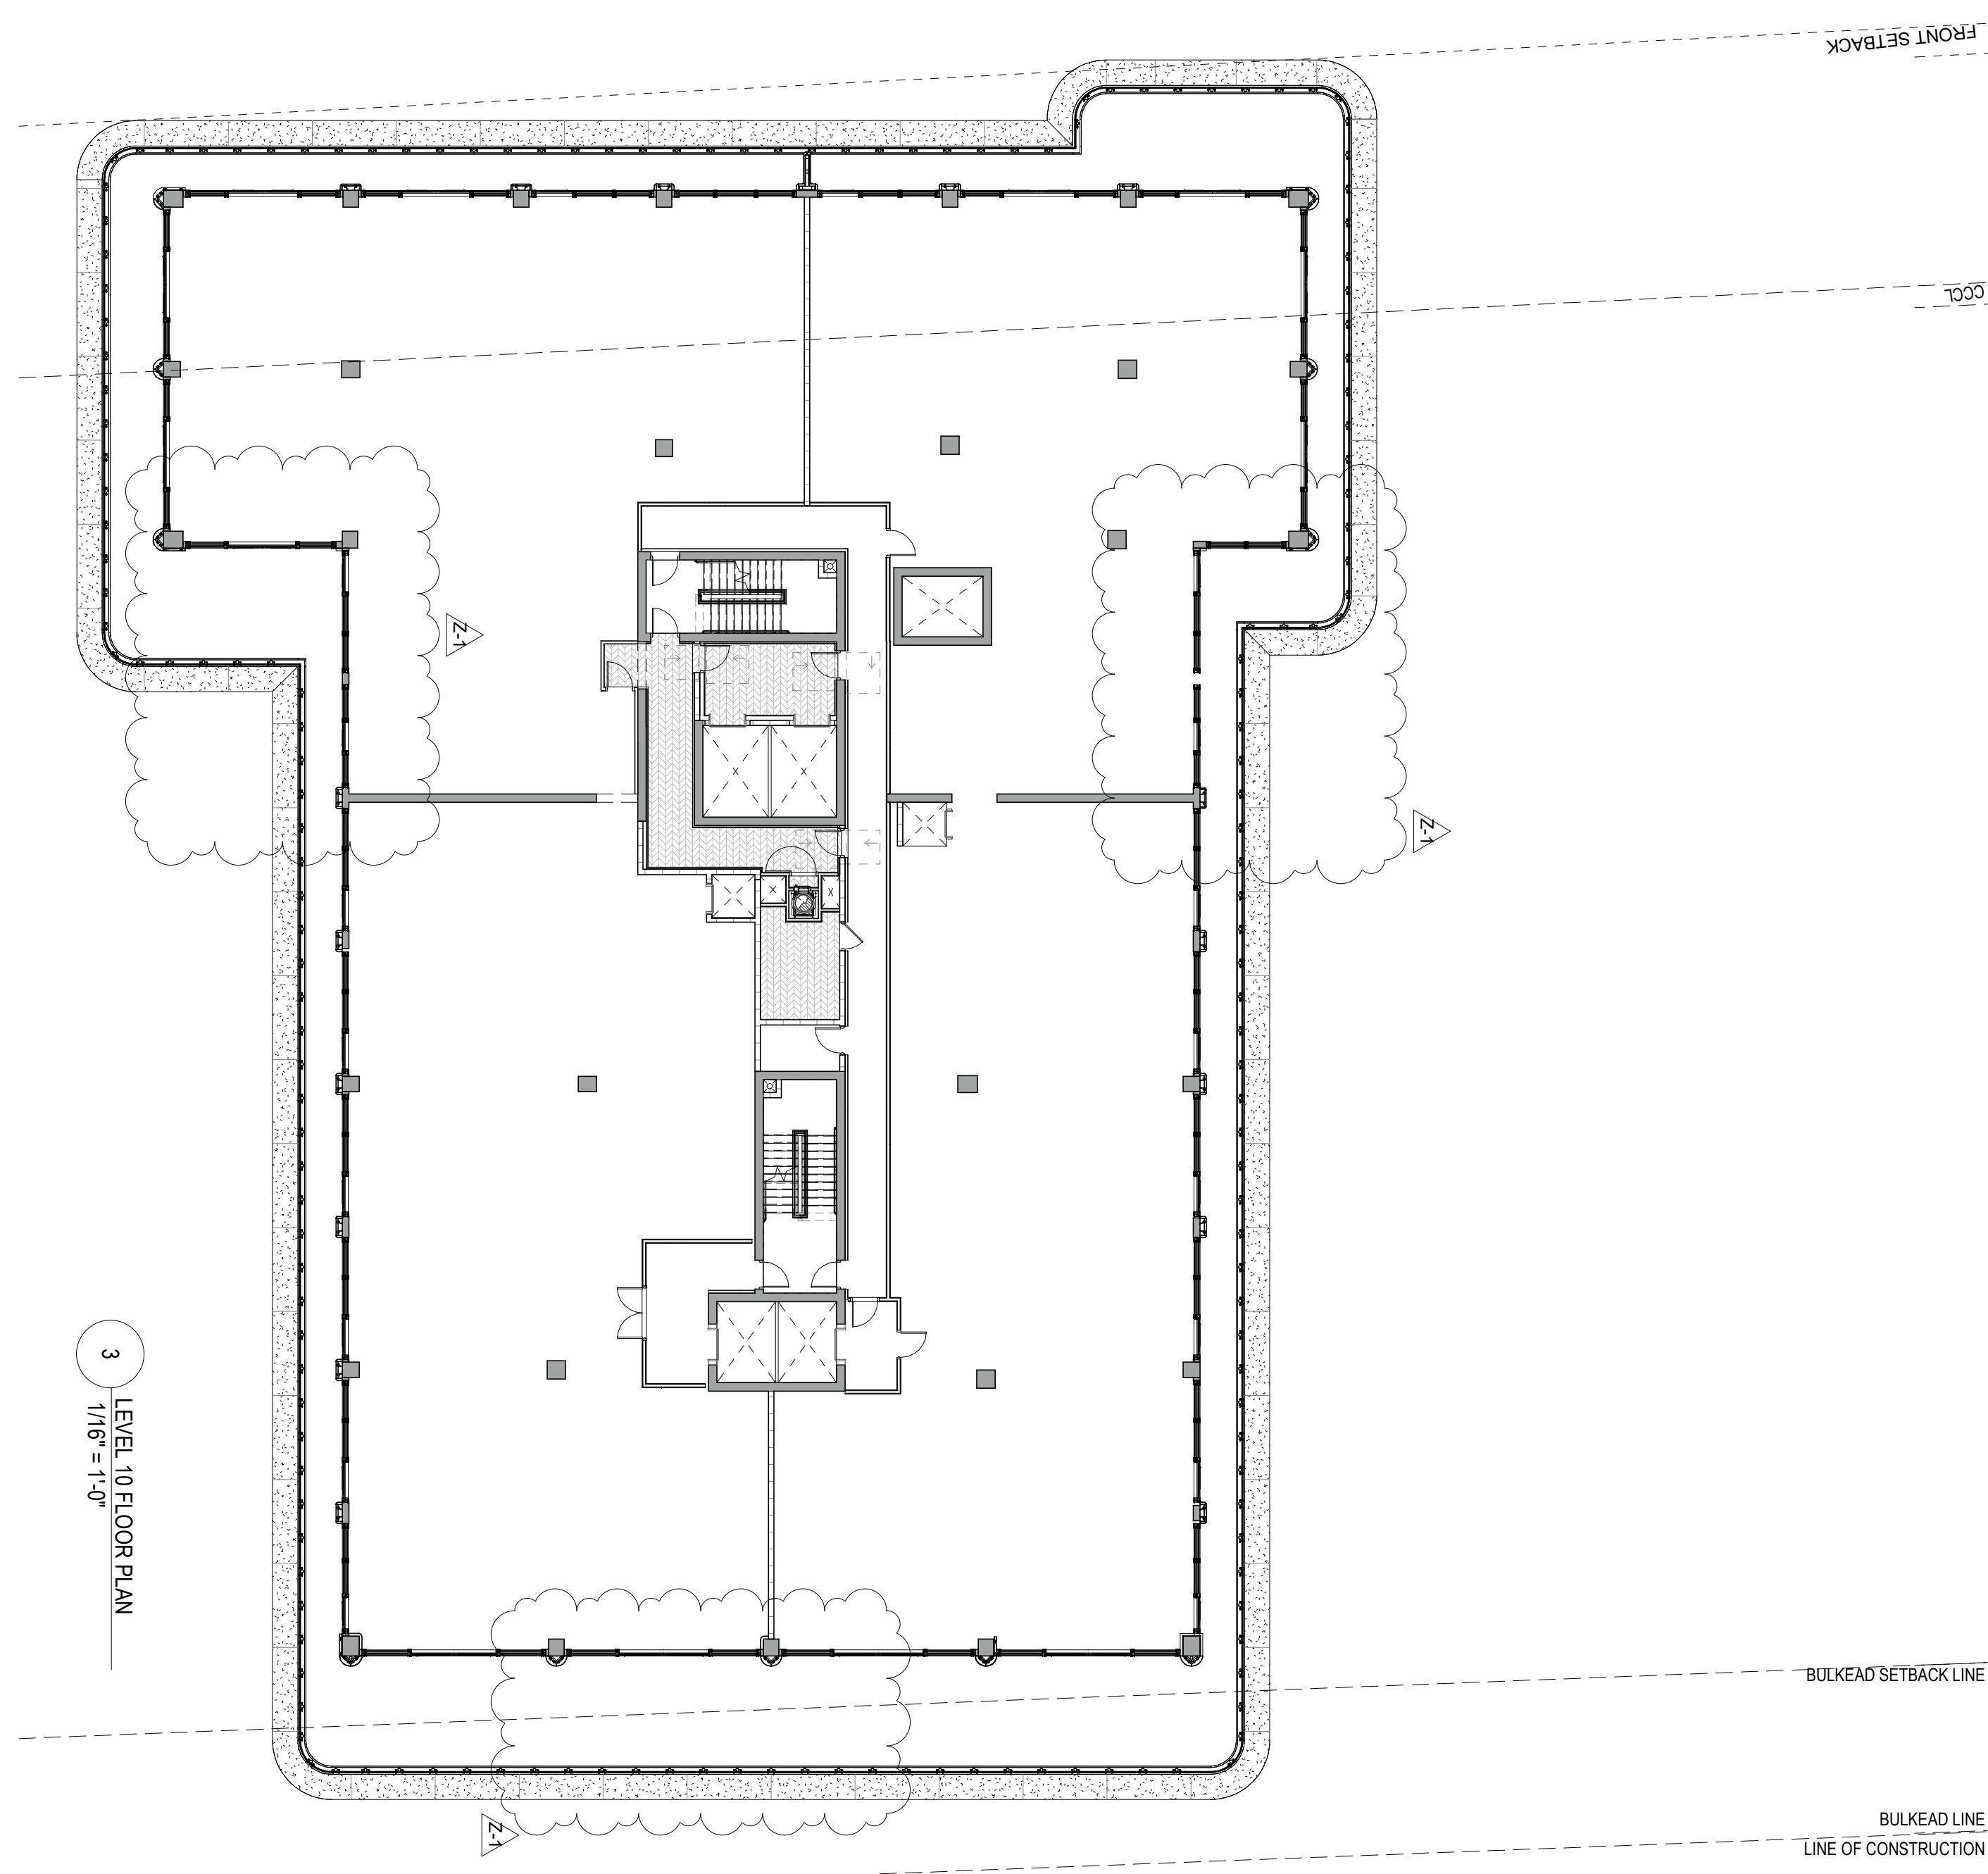 FRONT SETBACK
CCCL
Z-1
Z-1
3
LEVEL 10 FLOOR PLAN
1/16" = 1'-0"
BULKEAD SETBACK LINE
Z-1
BULKEAD LINE
LINE OF CONSTRUCTION